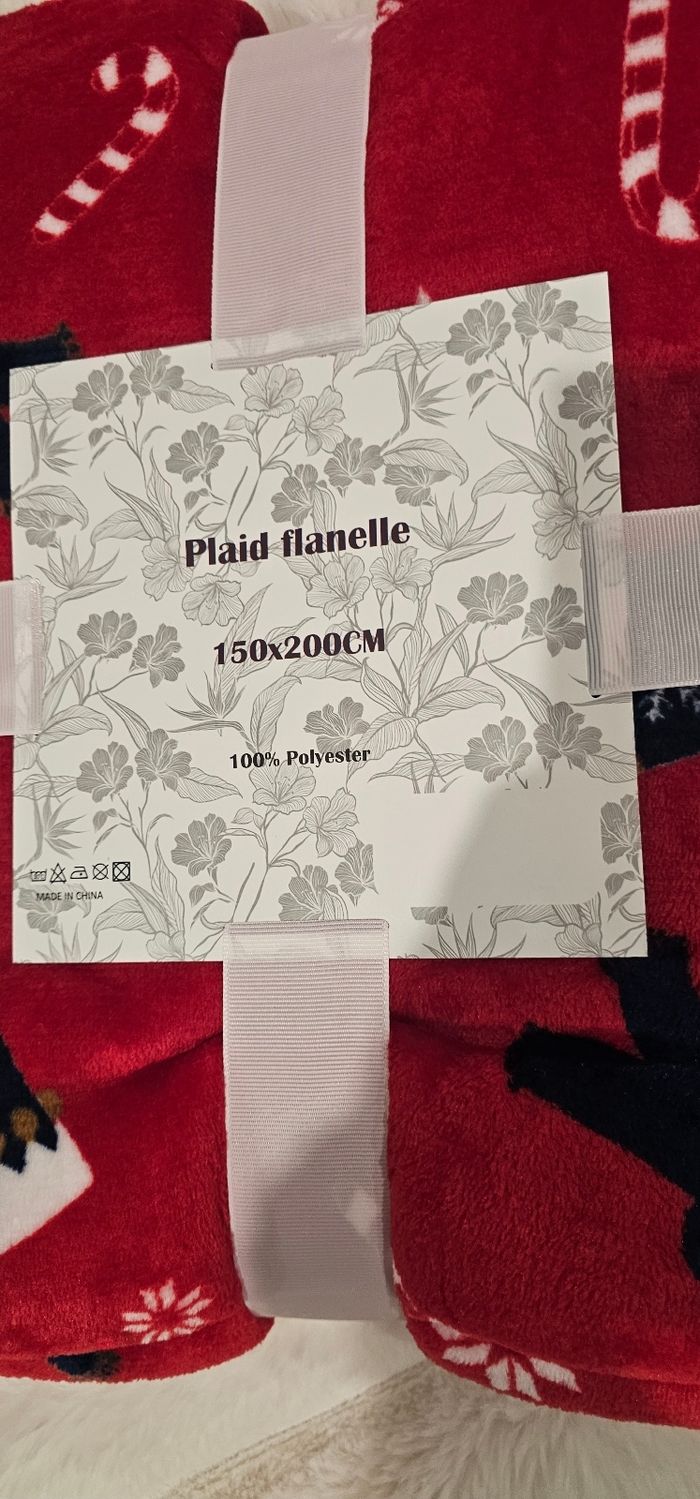 Plaid flanelle
150x200CM
100% Polyester
MADE IN CHINA